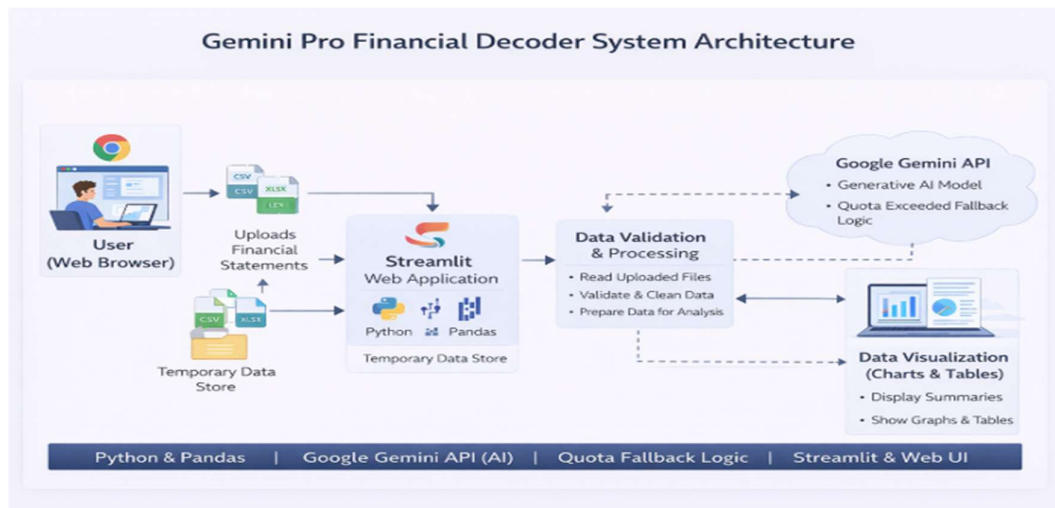 Gemini Pro Financial Decoder System Architecture
User
(Web Browser)
CSV
CSV
XLSX
Uploads
Financial
Statements
CSV
XLSX
Temporary Data
Store
Streamlit
Web Application
Python
Pandas
Temporary Data Store
Data Validation
& Processing
• Read Uploaded Files
• Validate & Clean Data
• Prepare Data for Analysis
Google Gemini API
• Generative AI Model
• Quota Exceeded Fallback
Logic
Data Visualization
(Charts & Tables)
• Display Summaries
• Show Graphs & Tables
Python & Pandas | Google Gemini API (AI) | Quota Fallback Logic | Streamlit & Web UI